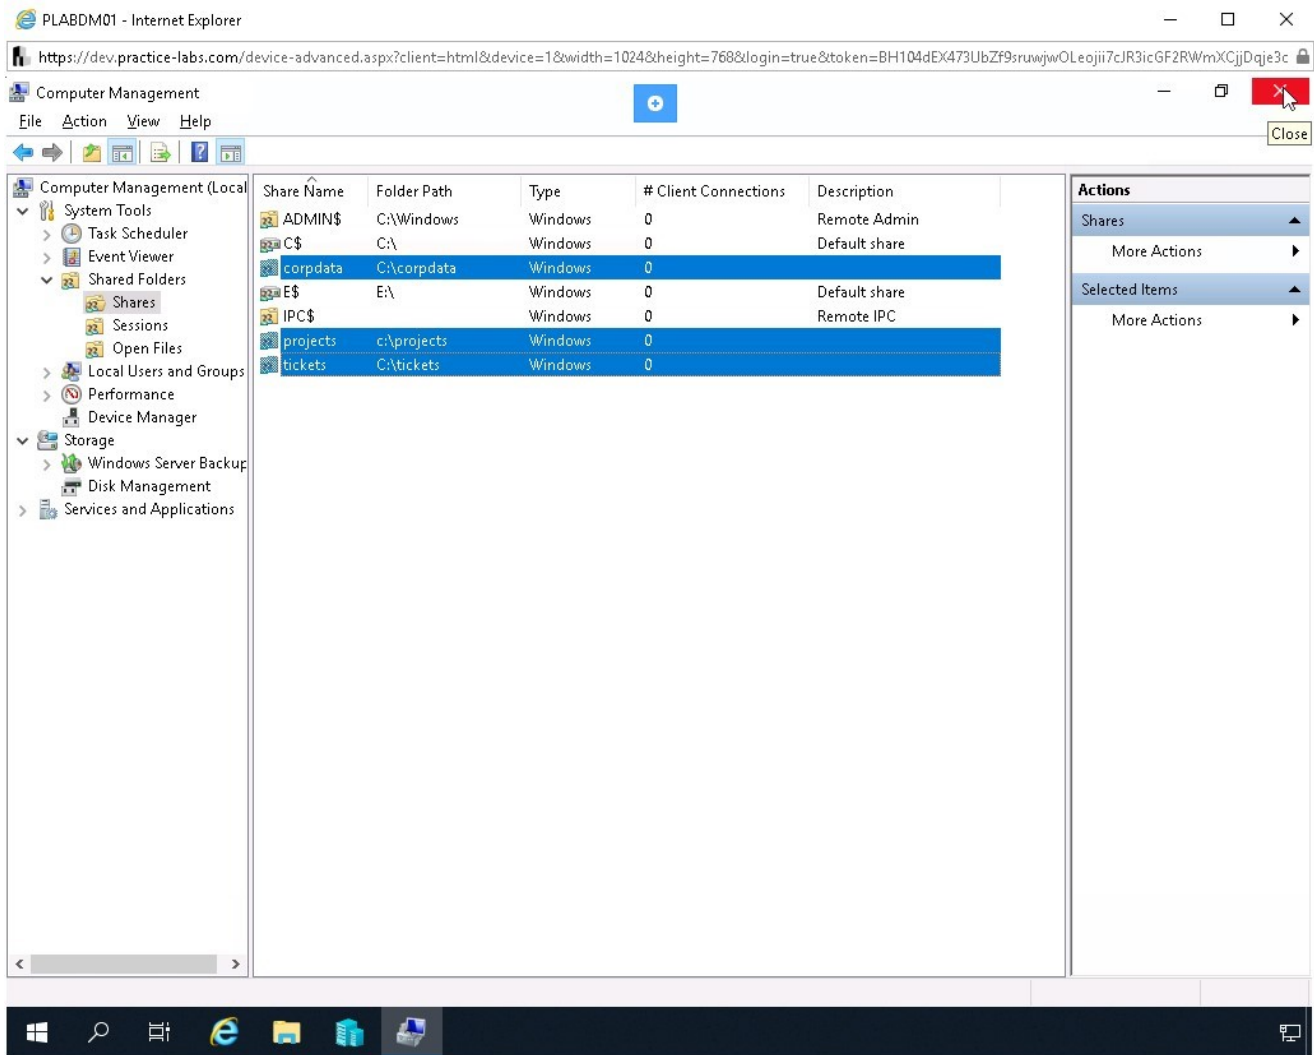 PLABDM01 - Internet Explorer
https://dev.practice-labs.com/device-advanced.aspx?client=html&device=1&width=1024&height=768&login=true&token=
Computer Management
File Action View Help
Close
Computer Management (Local
System Tools
Task Scheduler
Event Viewer
Shared Folders
Shares
Sessions
Open Files
Local Users and Groups
Performance
Device Manager
Storage
Windows Server Backup
Disk Management
Services and Applications
Share Name Folder Path Type # Client Connections Description
ADMIN$ C:\Windows Windows 0 Remote Admin
C$ C:\ Windows 0 Default share
corpdata C:\corpdata Windows 0
E$ E:\ Windows 0 Default share
IPC$ Windows 0 Remote IPC
projects c:\projects Windows 0
tickets C:\tickets Windows 0
Actions
Shares
More Actions
Selected Items
More Actions